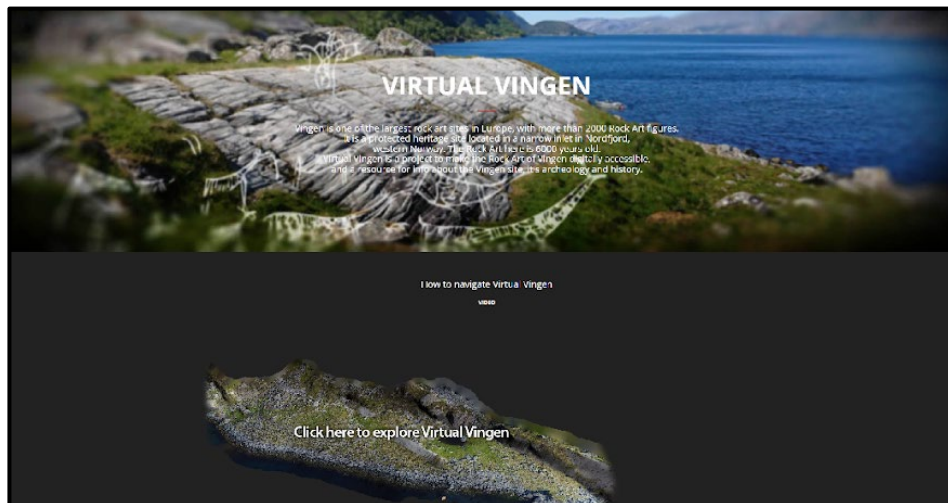 VIRTUAL VINGEN
Vingen is one of the largest rock art sites in Europe, with more than 2000 Rock Art figures.
It is a protected heritage site located in a narrow inlet in Nordfjord,
western Norway. The Rock Art here is 6000 years old.
Virtual Vingen is a project to make the Rock Art of Vingen digitally accessible,
and a resource for info about the Vingen site, it's archeology and history.
How to navigate Virtual Vingen
VIDEO
Click here to explore Virtual Vingen